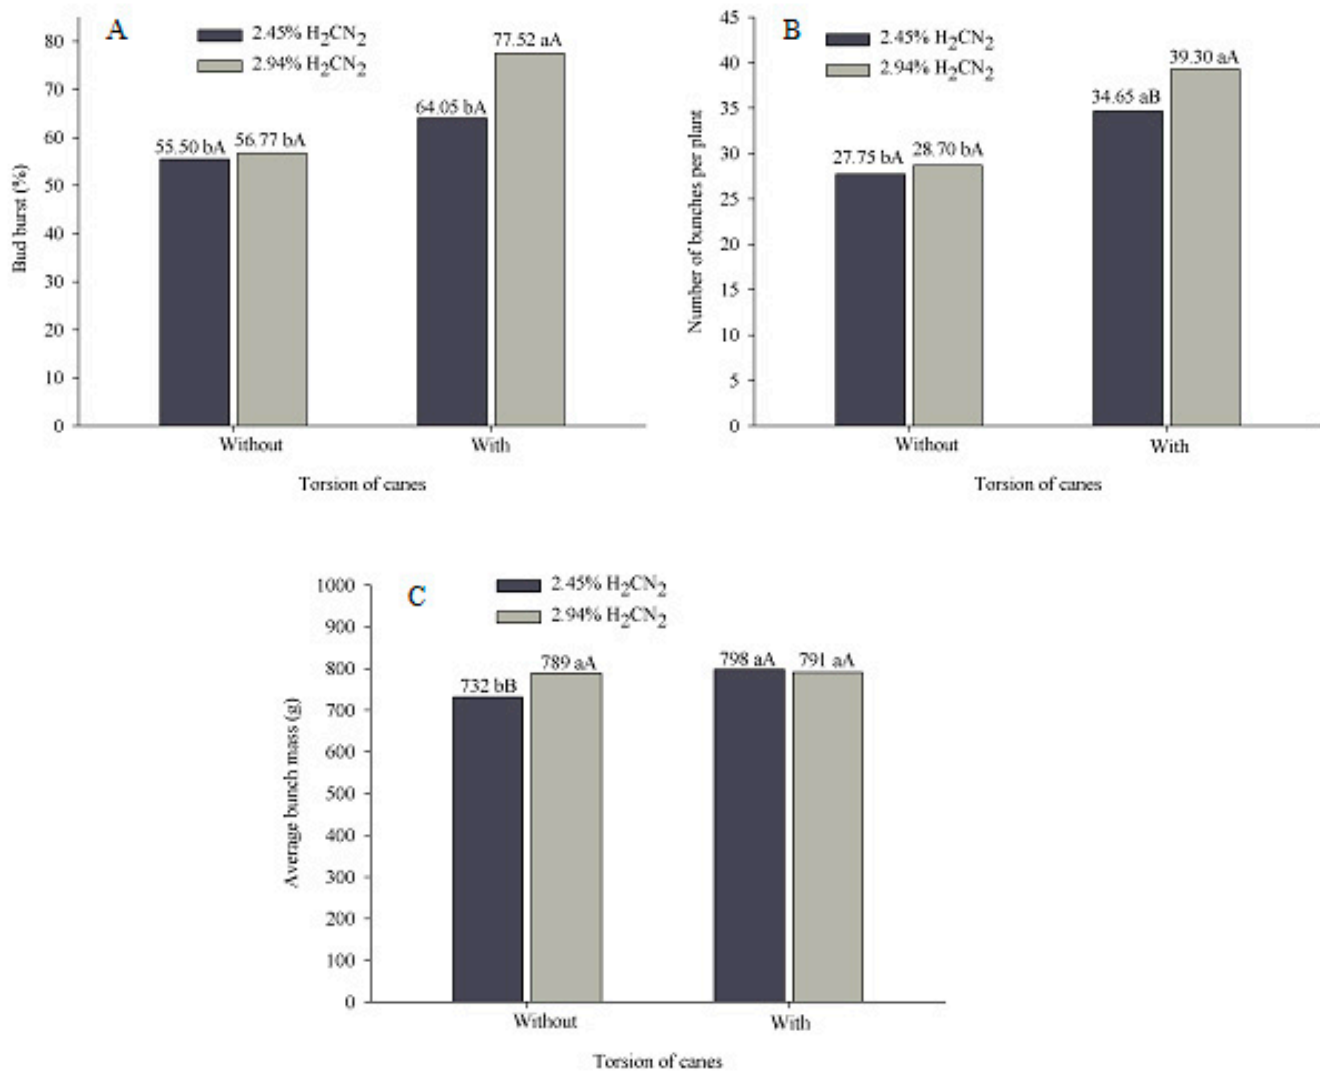 A
2.45% H2CN2
2.94% H2CN2
80
70
60
50
40
30
20
10
0
Bud burst (%)
55.50 bA
56.77 bA
64.05 bA
77.52 aA
Without
With
Torsion of canes
B
2.45% H2CN2
2.94% H2CN2
45
40
35
30
25
20
15
10
5
0
Number of bunches per plant
27.75 bA
28.70 bA
34.65 aB
39.30 aA
Without
With
Torsion of canes
C
2.45% H2CN2
2.94% H2CN2
1000
900
800
700
600
500
400
300
200
100
0
Average bunch mass (g)
732 bB
789 aA
798 aA
791 aA
Without
With
Torsion of canes